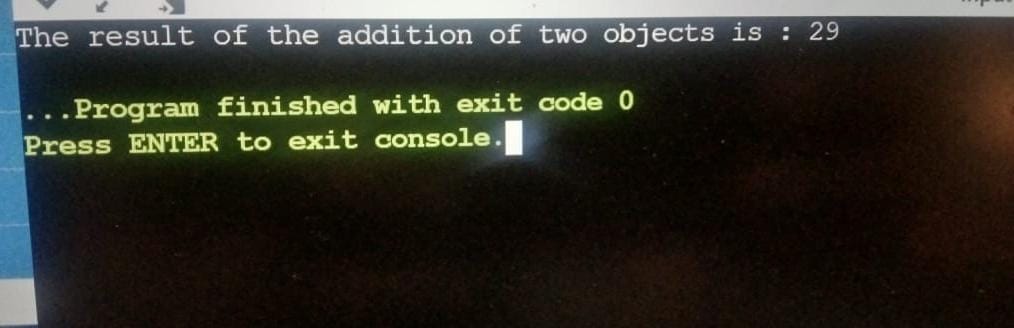 The result of the addition of two objects is : 29
...Program finished with exit code 0
Press ENTER to exit console.